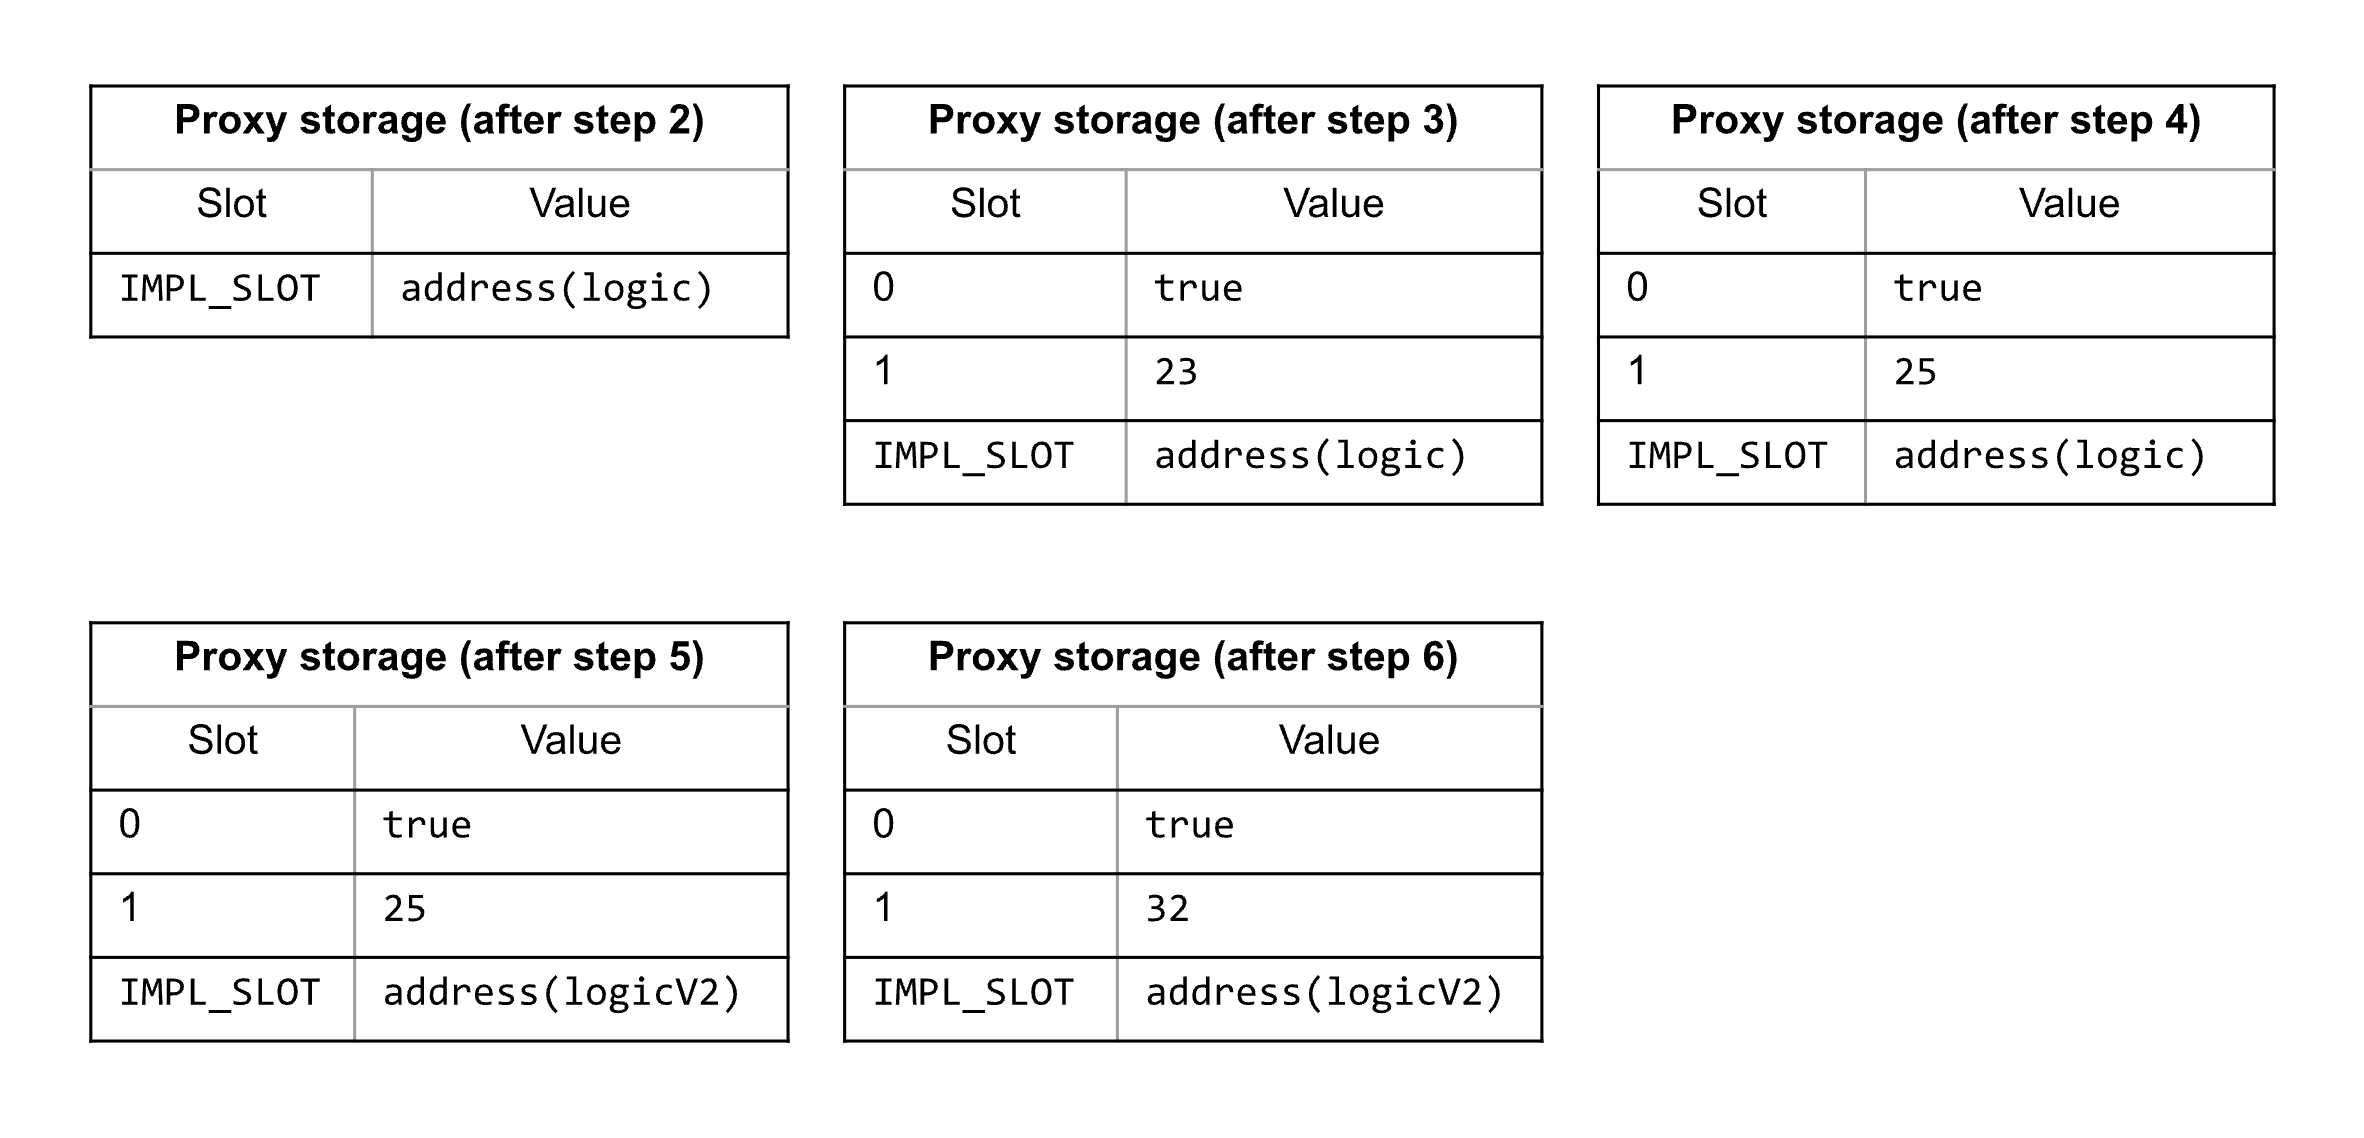 Proxy storage (after step 2)
Slot Value
IMPL_SLOT address(logic)
Proxy storage (after step 3)
Slot Value
0 true
1 23
IMPL_SLOT address(logic)
Proxy storage (after step 4)
Slot Value
0 true
1 25
IMPL_SLOT address(logic)
Proxy storage (after step 5)
Slot Value
0 true
1 25
IMPL_SLOT address(logicV2)
Proxy storage (after step 6)
Slot Value
0 true
1 32
IMPL_SLOT address(logicV2)